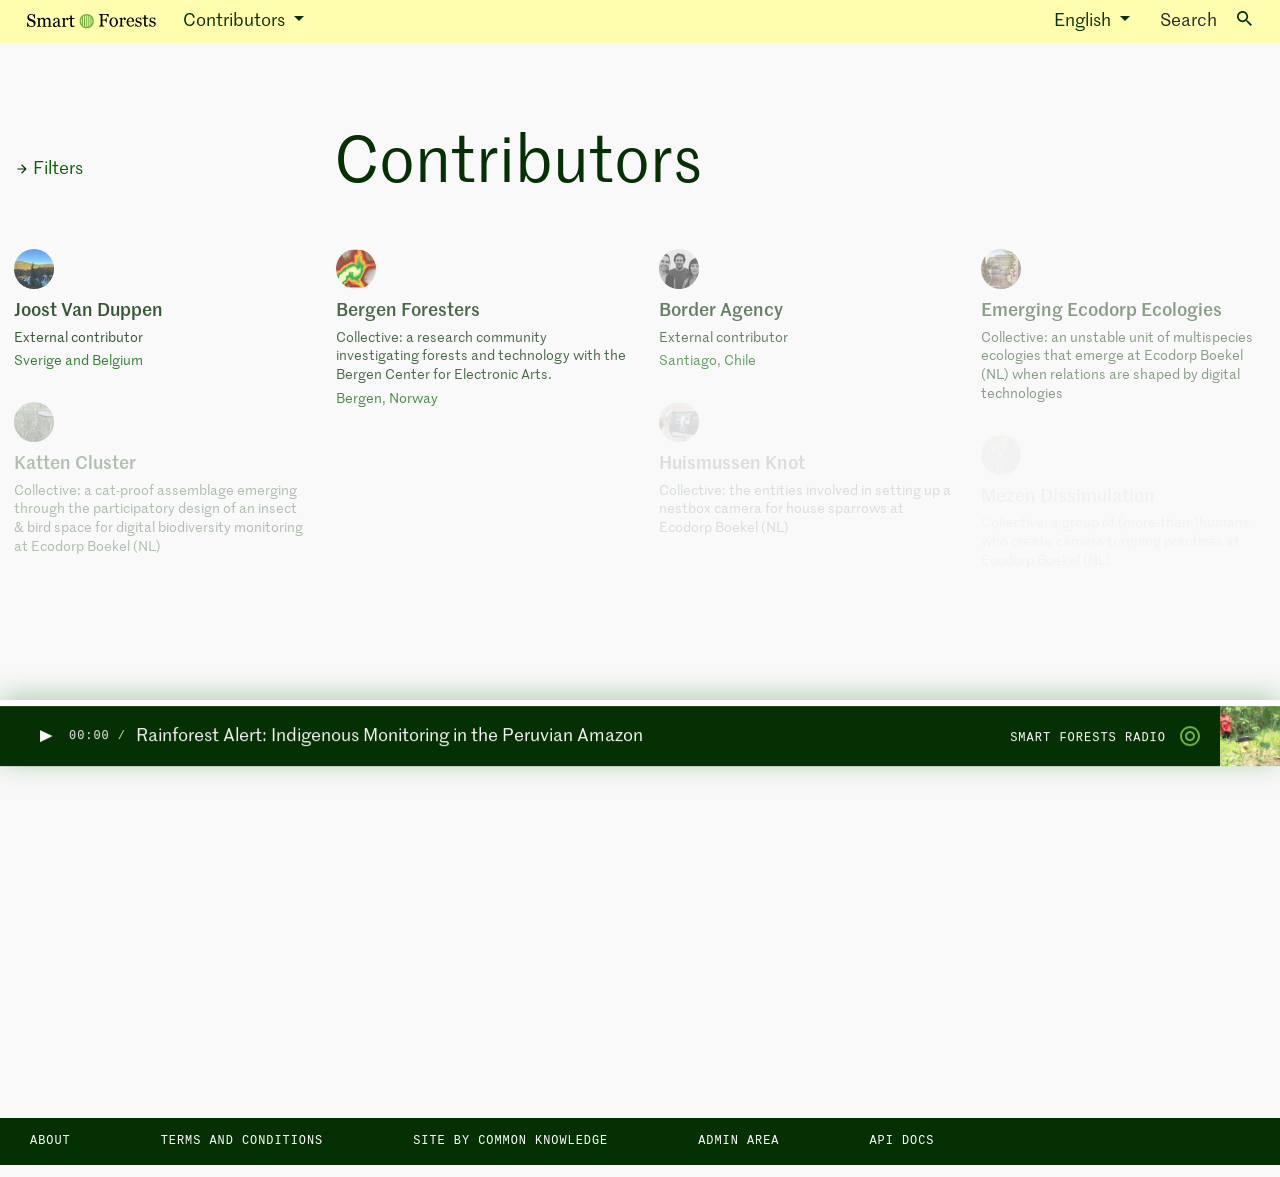 Smart Forests
Contributors
English
Search
→ Filters
Contributors
Joost Van Duppen
External contributor
Sverige and Belgium
Bergen Foresters
Collective: a research community
investigating forests and technology with the
Bergen Center for Electronic Arts.
Bergen, Norway
Border Agency
External contributor
Santiago, Chile
Emerging Ecodorp Ecologies
Collective: an unstable unit of multispecies
ecologies that emerge at Ecodorp Boekel
(NL) when relations are shaped by digital
technologies
Katten Cluster
Collective: a cat-proof assemblage emerging
through the participatory design of an insect
& bird space for digital biodiversity monitoring
at Ecodorp Boekel (NL)
Huismussen Knot
Collective: the entities involved in setting up a
nestbox camera for house sparrows at
Ecodorp Boekel (NL)
Mezen Dissimulation
Collective: a group of (more-than-)humans
who create camera trapping practices at
Ecodorp Boekel (NL)
00:00 /
Rainforest Alert: Indigenous Monitoring in the Peruvian Amazon
SMART FORESTS RADIO
ABOUT
TERMS AND CONDITIONS
SITE BY COMMON KNOWLEDGE
ADMIN AREA
API DOCS